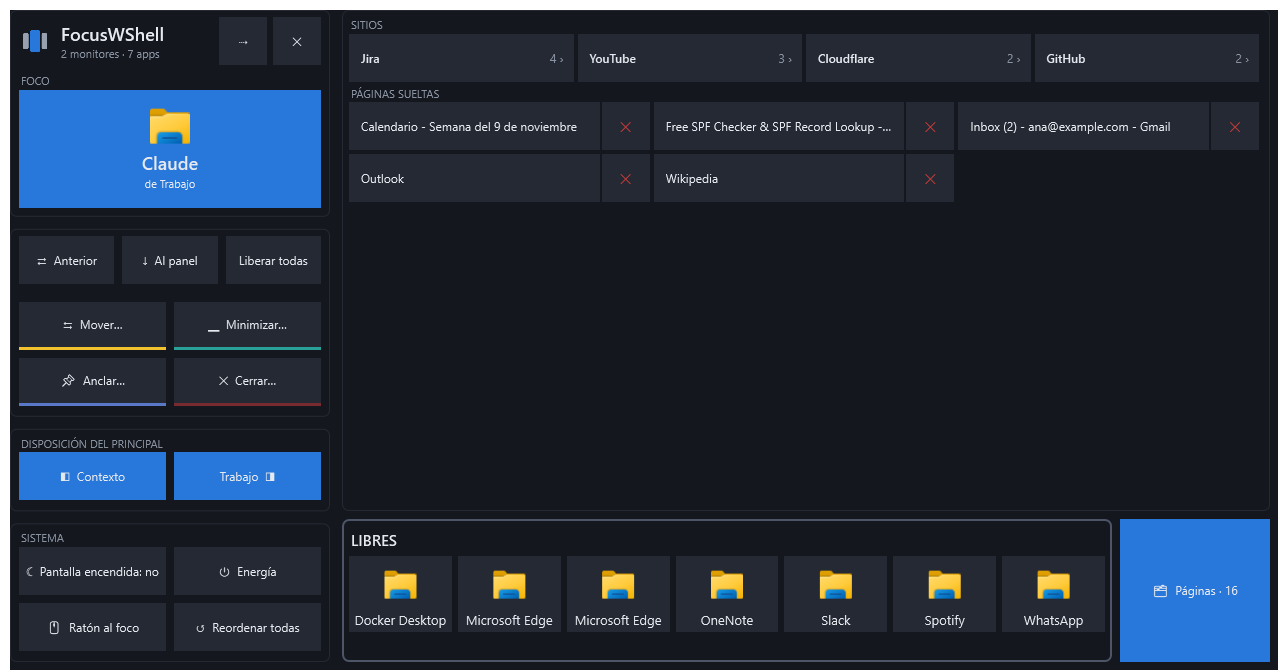 FocusWShell
2 monitores · 7 apps
→ ×
FOCO
Claude
de Trabajo
⇄ Anterior
↓ Al panel
Liberar todas
⇆ Mover...
Minimizar...
Anclar...
Cerrar...
DISPOSICIÓN DEL PRINCIPAL
Contexto
Trabajo
SISTEMA
Pantalla encendida: no
Energía
Ratón al foco
↺ Reordenar todas
SITIOS
Jira 4 ›
YouTube 3 ›
Cloudflare 2 ›
GitHub 2 ›
PÁGINAS SUELTAS
Calendario - Semana del 9 de noviembre
Free SPF Checker & SPF Record Lookup -...
Inbox (2) - ana@example.com - Gmail
Outlook
Wikipedia
LIBRES
Docker Desktop
Microsoft Edge
Microsoft Edge
OneNote
Slack
Spotify
WhatsApp
Páginas · 16